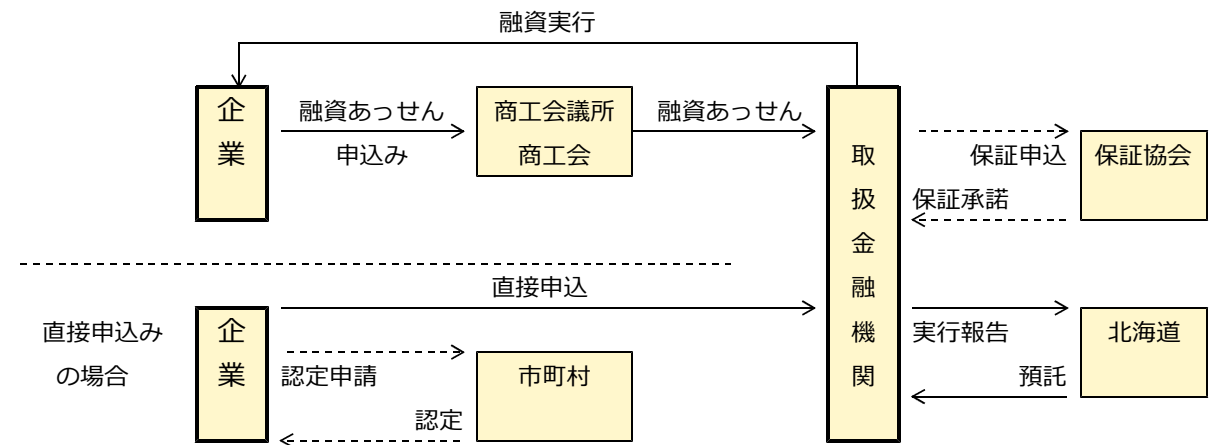 融資実行
企業
融資あっせん
申込み
商工会議所
商工会
融資あっせん
取扱金融機関
保証申込
保証承諾
保証協会
直接申込み
の場合
企業
直接申込
認定申請
認定
市町村
実行報告
預託
北海道